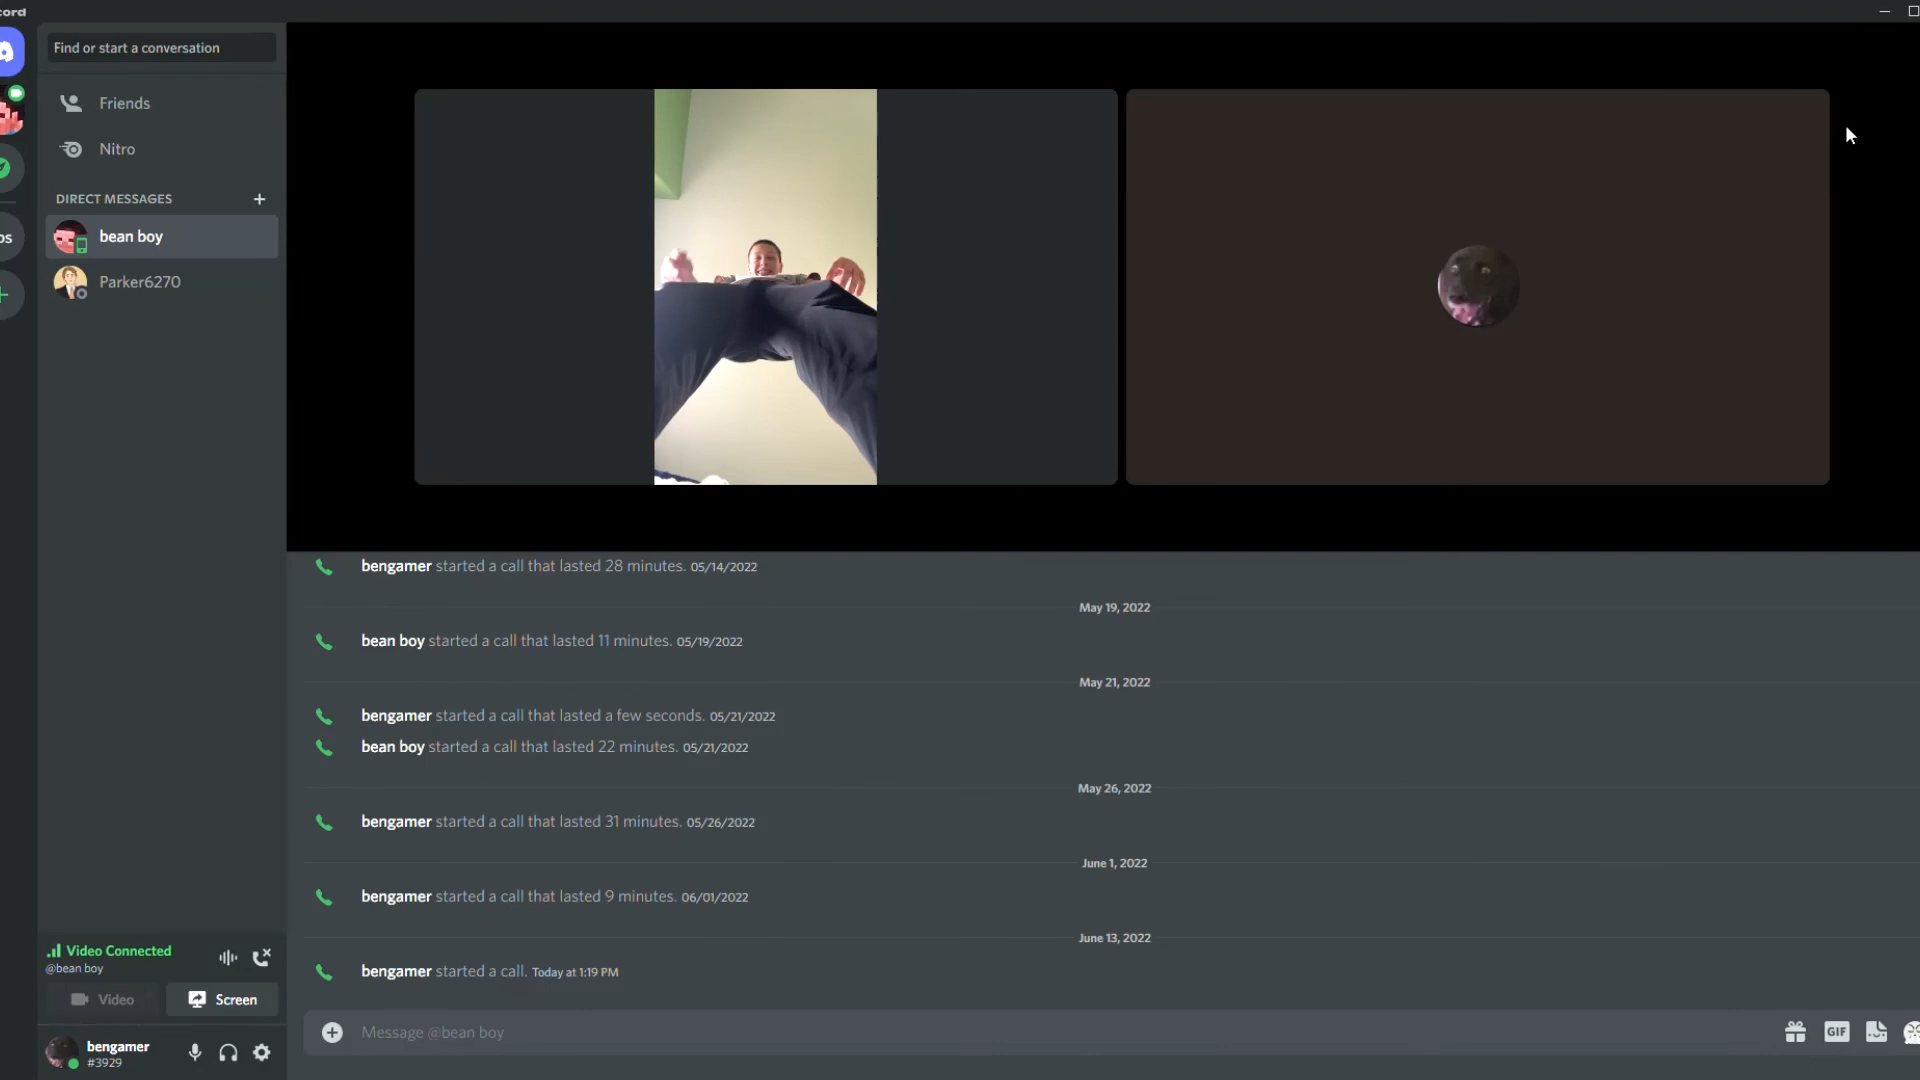 cord
Find or start a conversation
Friends
Nitro
DIRECT MESSAGES
bean boy
Parker6270
bengamer started a call that lasted 28 minutes. 05/14/2022
May 19, 2022
bean boy started a call that lasted 11 minutes. 05/19/2022
May 21, 2022
bengamer started a call that lasted a few seconds. 05/21/2022
bean boy started a call that lasted 22 minutes. 05/21/2022
May 26, 2022
bengamer started a call that lasted 31 minutes. 05/26/2022
June 1, 2022
bengamer started a call that lasted 9 minutes. 06/01/2022
June 13, 2022
bengamer started a call. Today at 1:19 PM
Video Connected
@bean boy
Video
Screen
Message @bean boy
GIF
bengamer
#3929